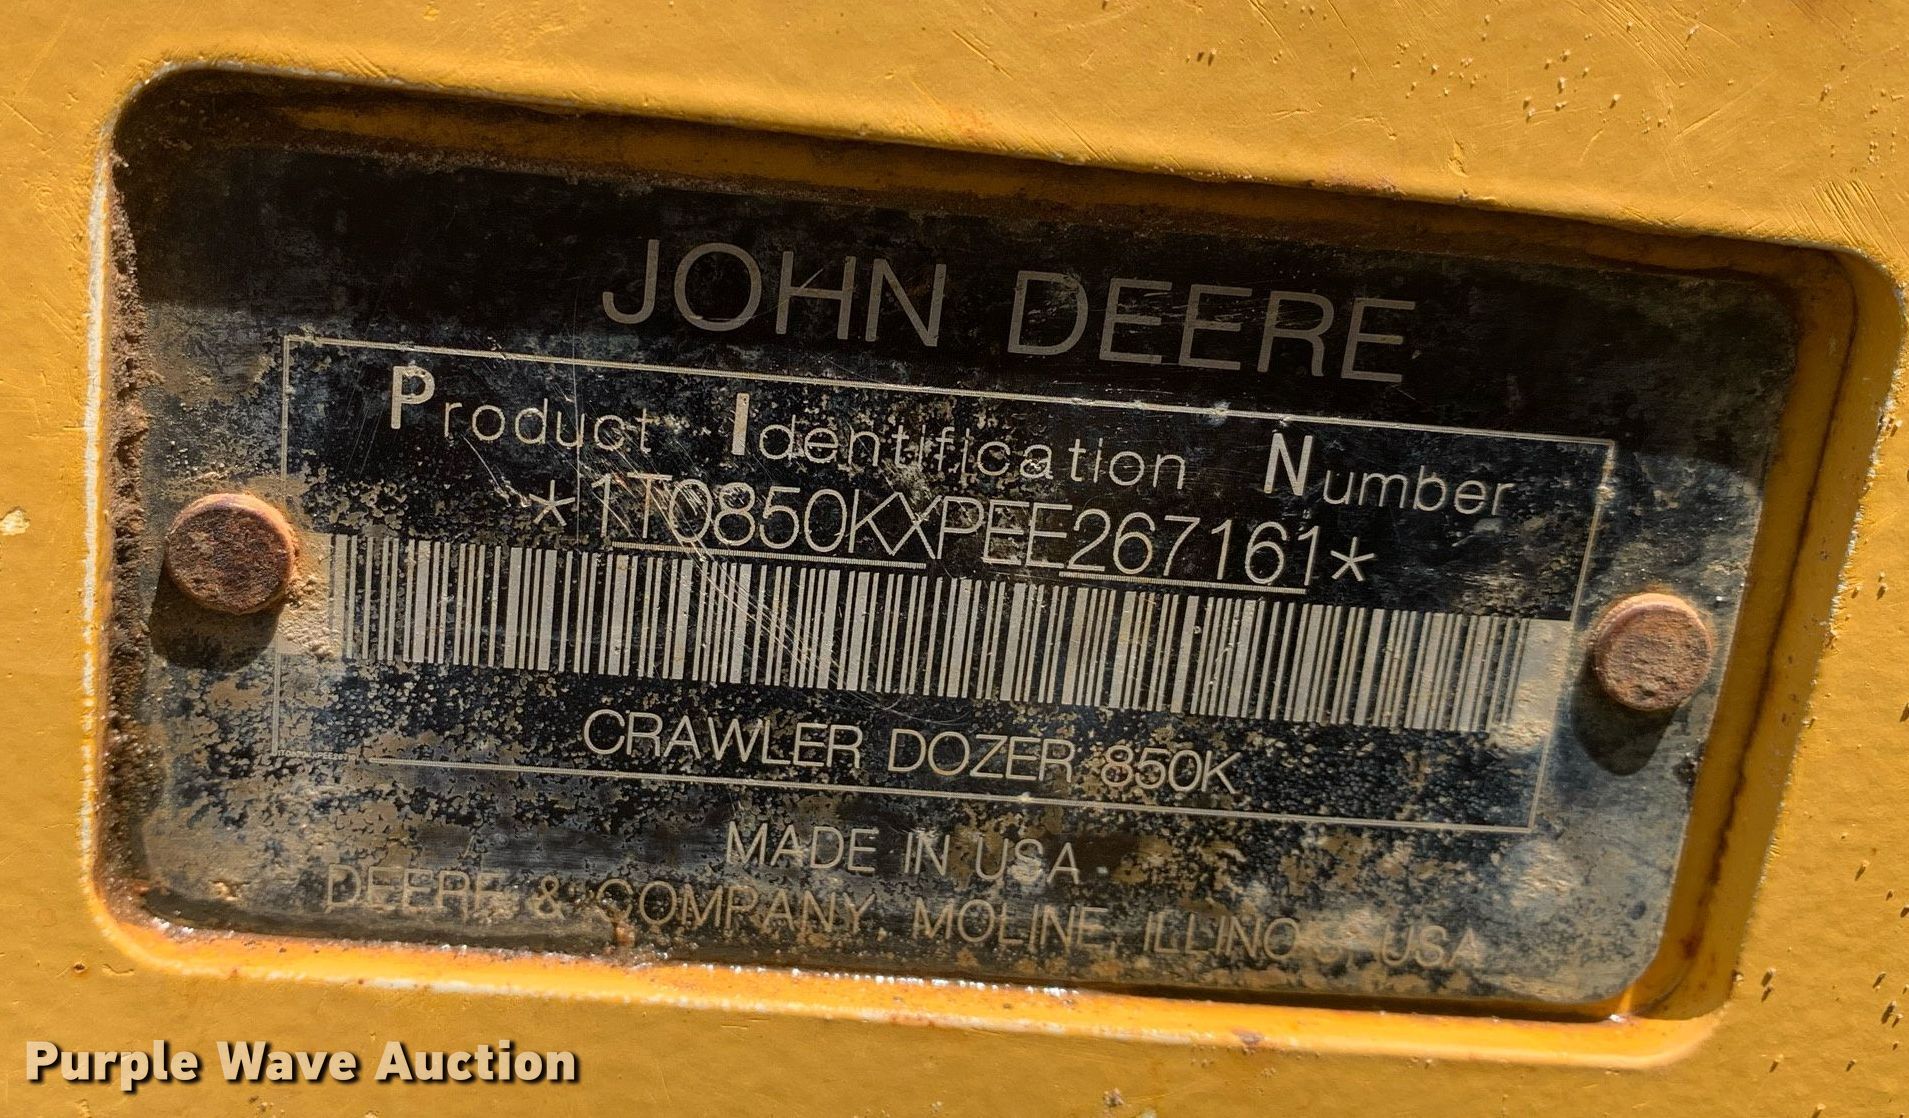 JOHN DEERE
Product Identification Number
*1T0850KXPEE267161*
CRAWLER DOZER 850K
MADE IN USA
DEERE & COMPANY, MOLINE, ILLINOIS, USA
Purple Wave Auction